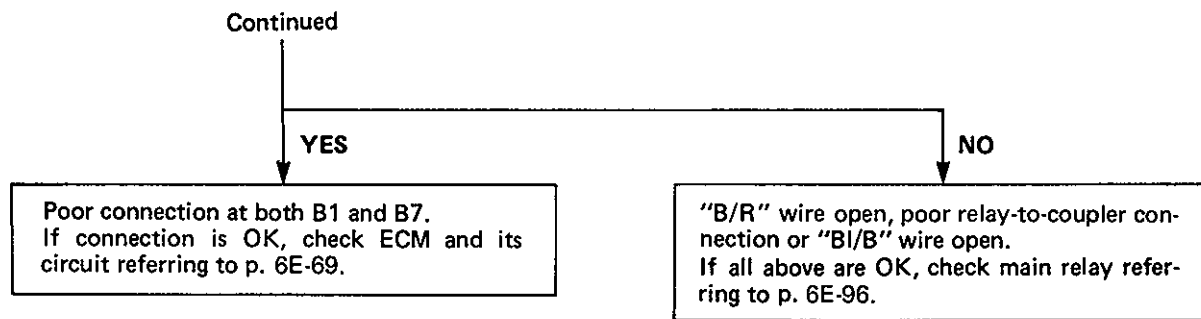 Continued
YES
NO
Poor connection at both B1 and B7.
If connection is OK, check ECM and its
circuit referring to p. 6E-69.
"B/R" wire open, poor relay-to-coupler con-
nection or "BI/B" wire open.
If all above are OK, check main relay refer-
ring to p. 6E-96.